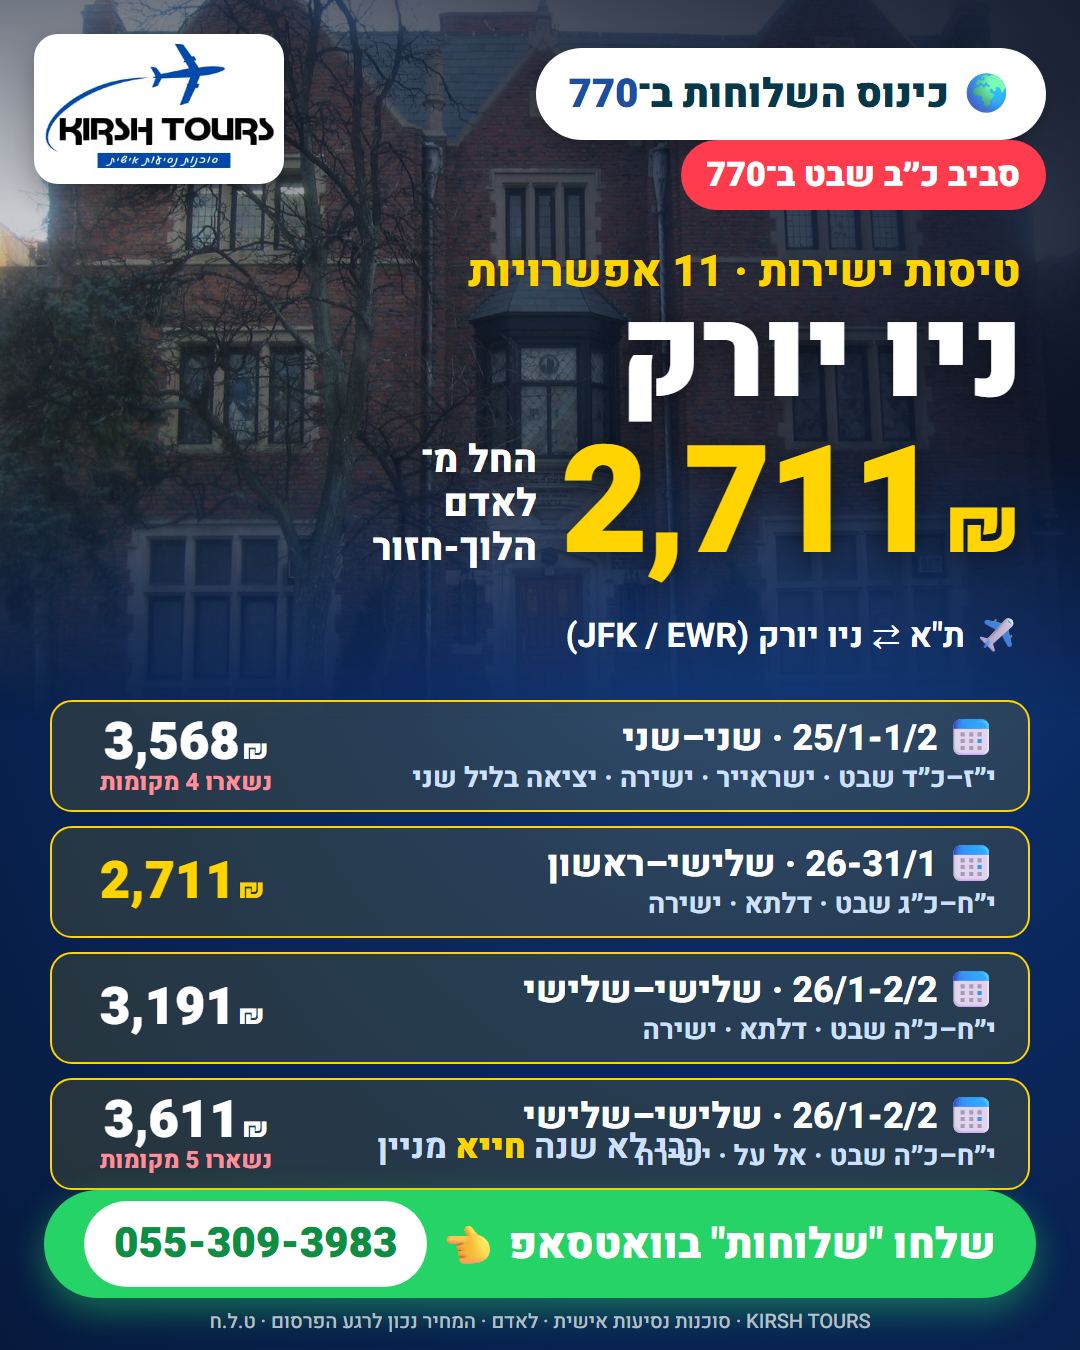 KIRSH TOURS
סוכנות נסיעות אישית
כינוס השלוחות ב־770
סביב כ״ב שבט ב־770
טיסות ישירות · 11 אפשרויות
ניו יורק
₪2,711
החל מ־
לאדם
הלוך-חזור
ת"א ⇄ ניו יורק (JFK / EWR)
25/1-1/2 · שני–שני
י״ז–כ״ד שבט · ישראייר · ישירה · יציאה בליל שני
₪3,568
נשארו 4 מקומות
26-31/1 · שלישי–ראשון
י״ח–כ״ג שבט · דלתא · ישירה
₪2,711
26/1-2/2 · שלישי–שלישי
י״ח–כ״ה שבט · דלתא · ישירה
₪3,191
26/1-2/2 · שלישי–שלישי
י״ח–כ״ה שבט · אל על · ישירה
₪3,611
נשארו 5 מקומות
לא שנה חייא מניין
שלחו "שלוחות" בוואטסאפ 👈 055-309-3983
KIRSH TOURS · סוכנות נסיעות אישית · לאדם · המחיר נכון לרגע הפרסום · ט.ל.ח